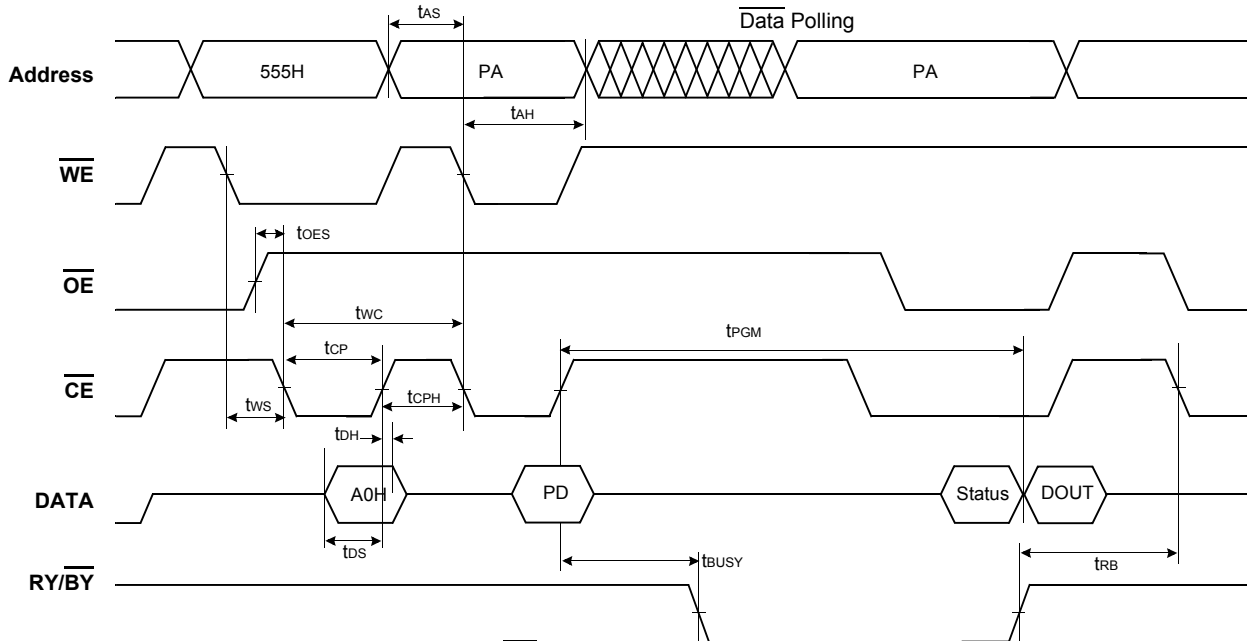 tAS
Data Polling
Address
555H
PA
PA
tAH
WE
tOES
OE
tWC
tPGM
tCP
CE
tCPH
tWS
tDH
DATA
A0H
PD
Status
DOUT
tDS
tBUSY
tRB
RY/BY